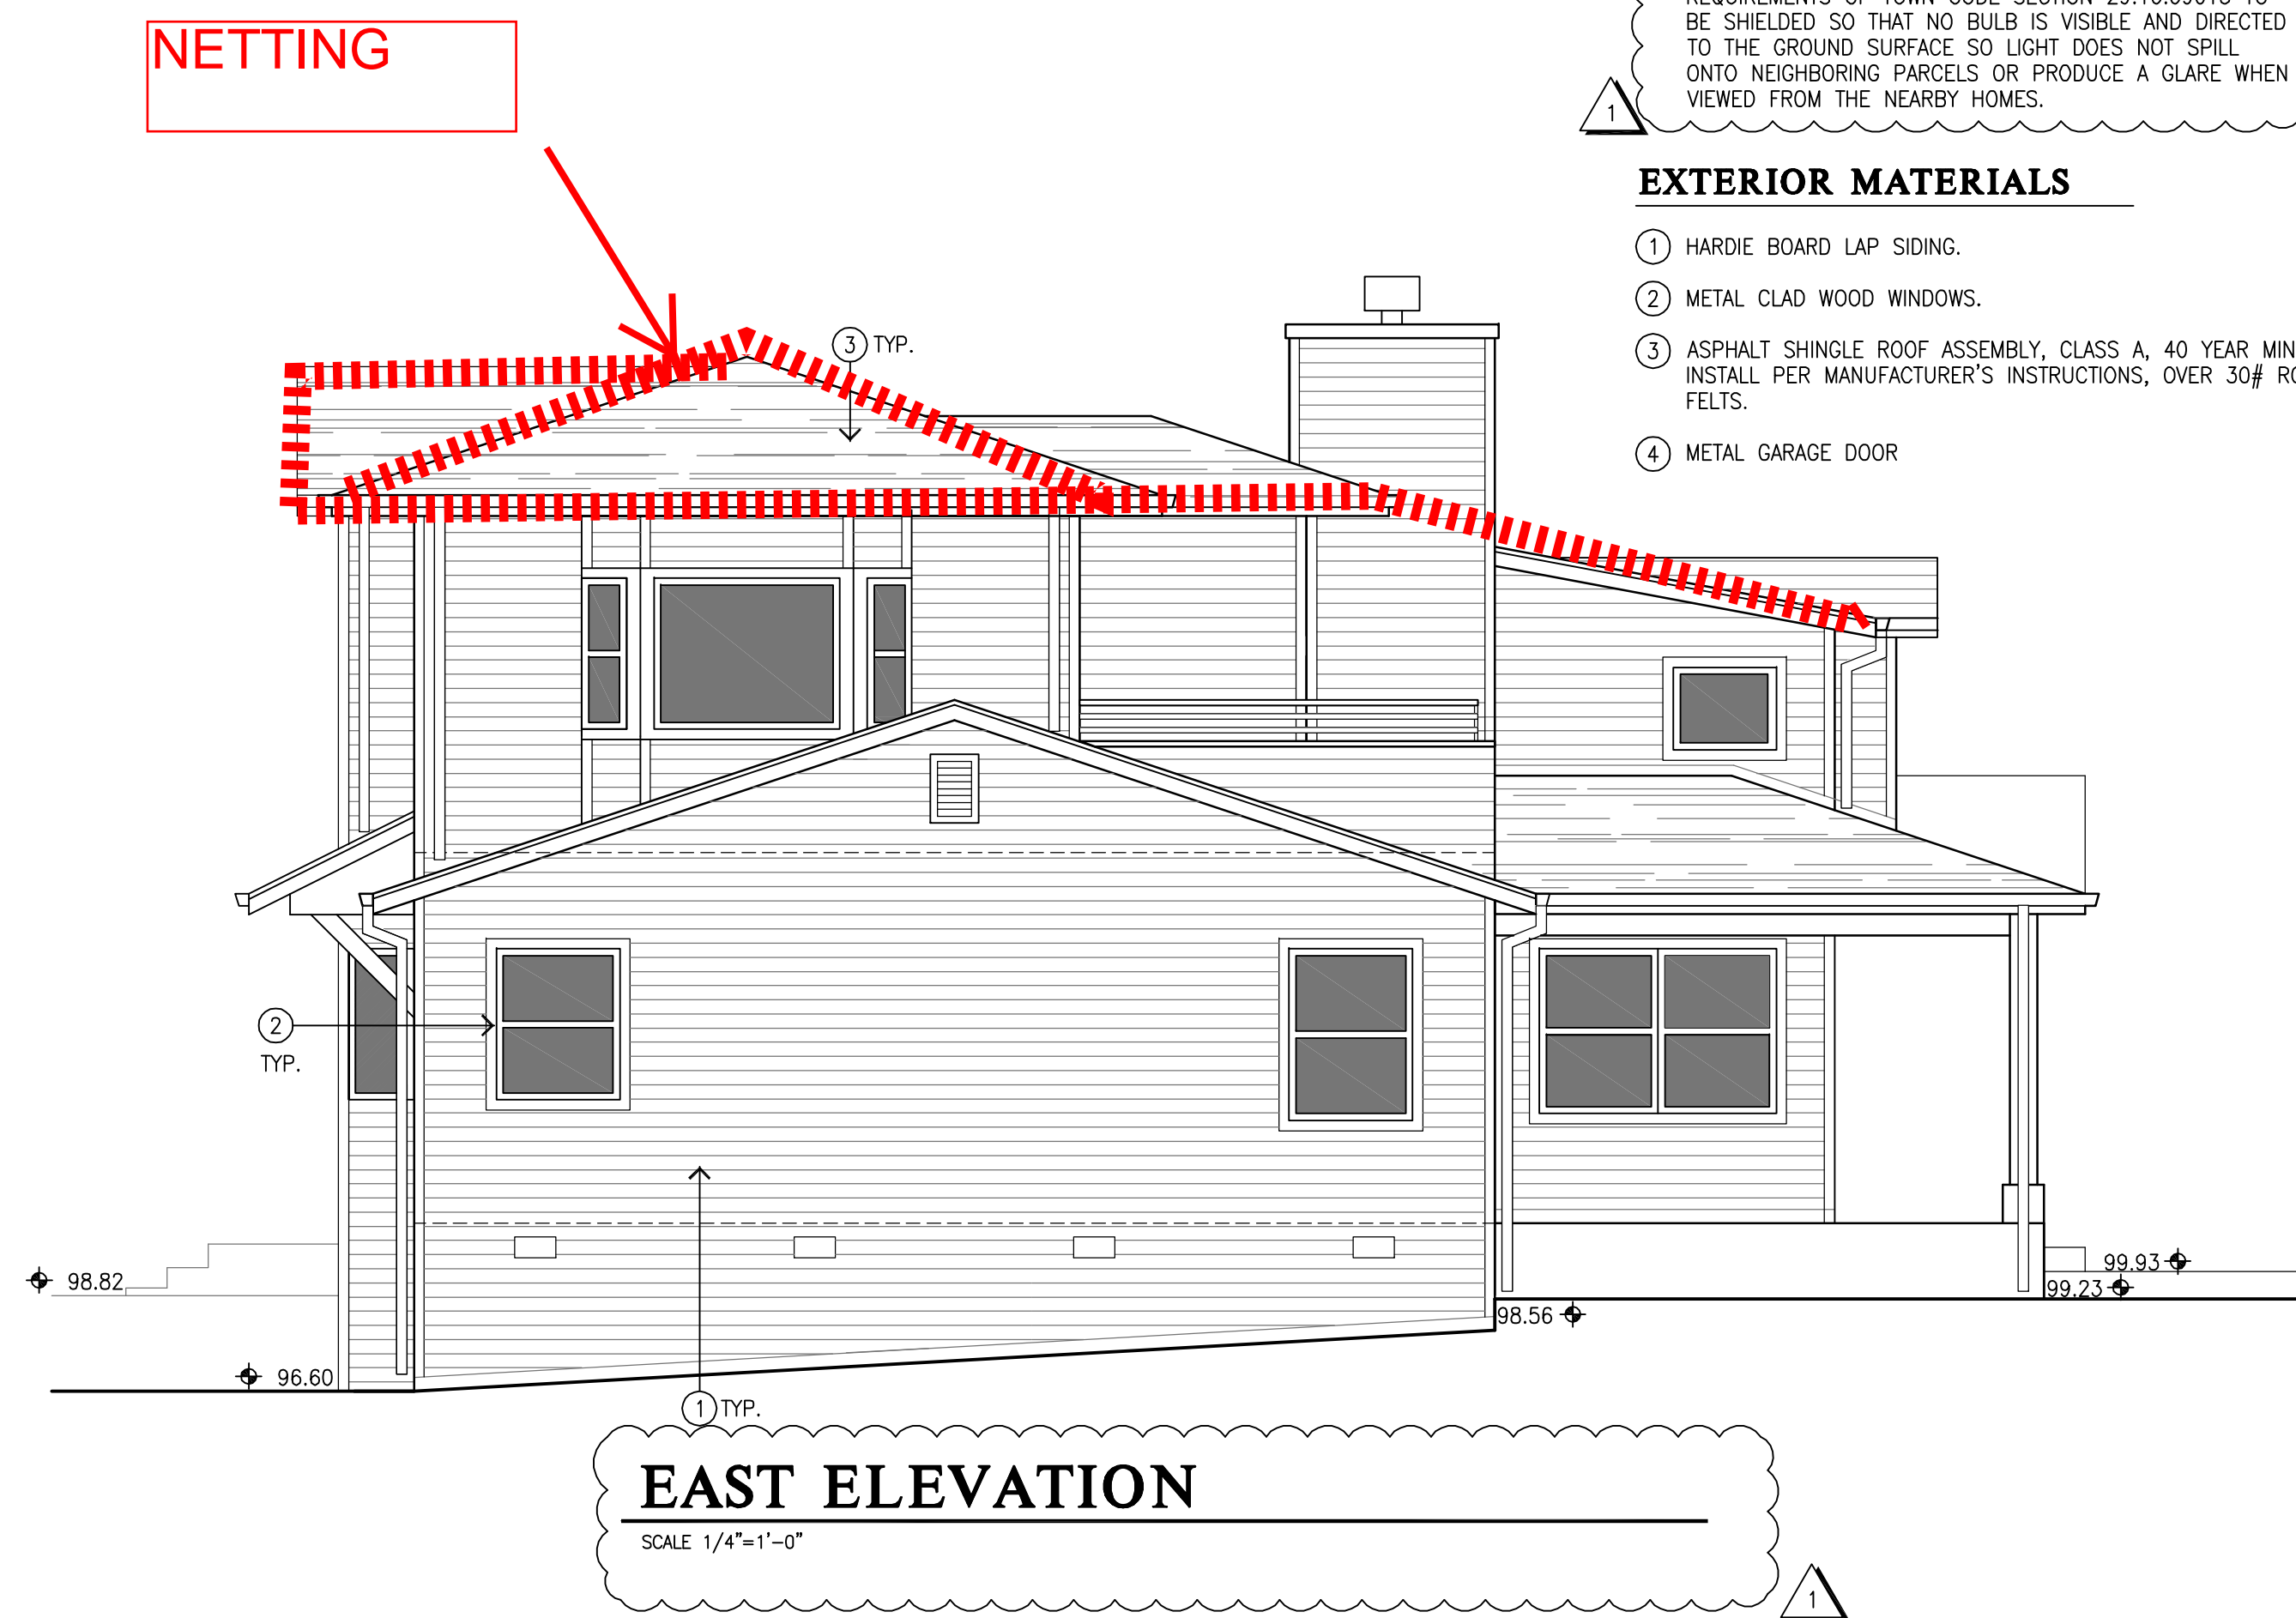 NETTING
BE SHIELDED SO THAT NO BULB IS VISIBLE AND DIRECTED
TO THE GROUND SURFACE SO LIGHT DOES NOT SPILL
ONTO NEIGHBORING PARCELS OR PRODUCE A GLARE WHEN
VIEWED FROM THE NEARBY HOMES.
1
EXTERIOR MATERIALS
1 HARDIE BOARD LAP SIDING.
2 METAL CLAD WOOD WINDOWS.
3 ASPHALT SHINGLE ROOF ASSEMBLY, CLASS A, 40 YEAR MIN
INSTALL PER MANUFACTURER'S INSTRUCTIONS, OVER 30#
FELTS.
4 METAL GARAGE DOOR
3 TYP.
2
TYP.
98.82
96.60
99.93
99.23
98.56
1 TYP.
EAST ELEVATION
SCALE 1/4"=1'-0"
1